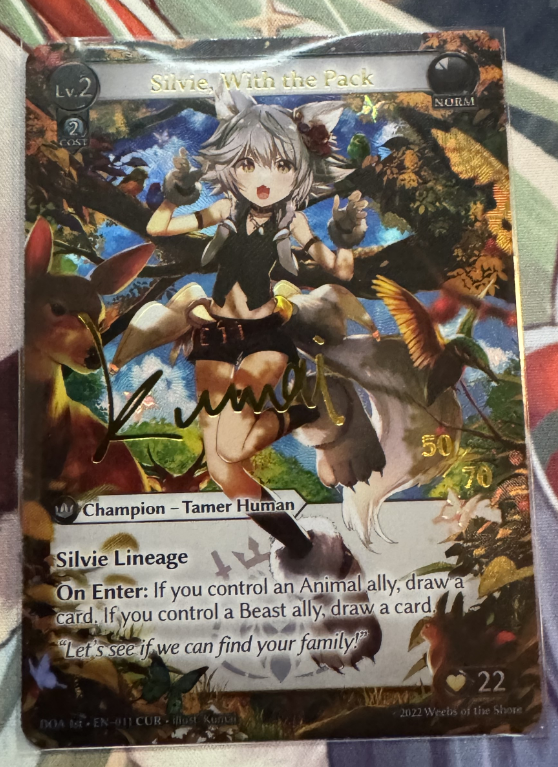 Lv.2
Silvie, With the Pack
NORM
2
COST
Kumai
50
70
Champion – Tamer Human
Silvie Lineage
On Enter: If you control an Animal ally, draw a
card. If you control a Beast ally, draw a card.
“Let's see if we can find your family!”
22
DOA 1st • EN-011 CUR • Illust. Kumai
2022 Weebs of the Shore